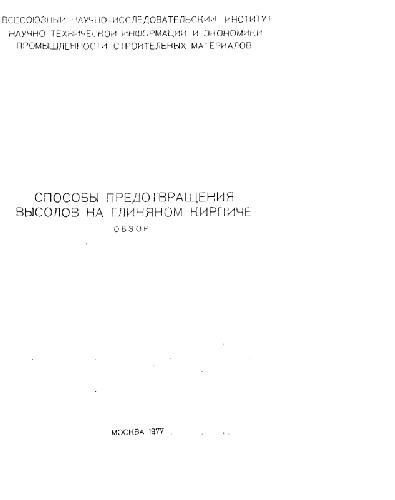 ВСЕСОЮЗНЫЙ НАУЧНО-ИССЛЕДОВАТЕЛЬСКИЙ ИНСТИТУТ
НАУЧНО ТЕХНИЧЕСКОЙ ИНФОРМАЦИИ И ЭКОНОМИКИ
ПРОМЫШЛЕННОСТИ СТРОИТЕЛЬНЫХ МАТЕРИАЛОВ
СПОСОБЫ ПРЕДОТВРАЩЕНИЯ
ВЫСОЛОВ НА ГЛИНЯНОМ КИРПИЧЕ
ОБЗОР
МОСКВА 1977